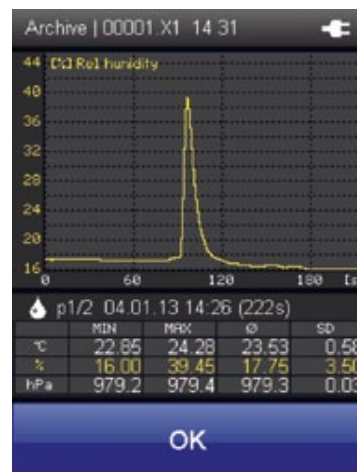 Archive | 00001.X1 14 31
44 [%] Rel humidity
40
36
32
28
24
20
16
0 60 120 180 [s
p1/2 04.01.13 14:26 (222s)
MIN MAX Ø SD
°C 22.85 24.28 23.53 0.58
% 16.00 39.45 17.75 3.50
hPa 979.2 979.4 979.3 0.03
OK